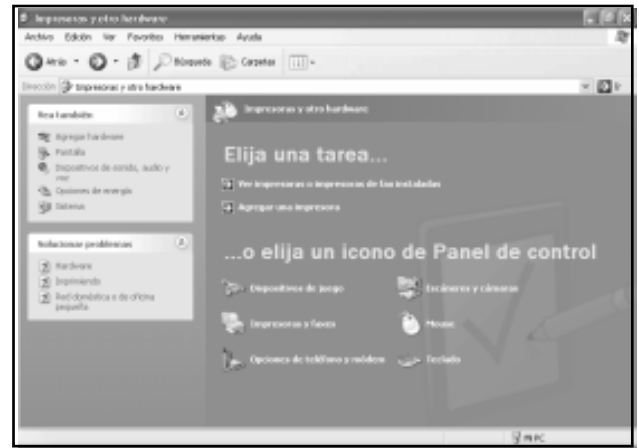 Impresoras y otro hardware
Archivo Edición Ver Favoritos Herramientas Ayuda
Atrás Búsqueda Carpetas
Dirección Impresoras y otro hardware Ir
Vea también
Agregar hardware
Pantalla
Dispositivos de sonido, audio y
voz
Opciones de energía
Sistema
Solucionar problemas
Hardware
Imprimiendo
Red doméstica o de oficina
pequeña
Impresoras y otro hardware
Elija una tarea...
Ver impresoras o impresoras de fax instaladas
Agregar una impresora
...o elija un icono de Panel de control
Dispositivos de juego
Escáneres y cámaras
Impresoras y faxes
Mouse
Opciones de teléfono y módem
Teclado
Mi PC